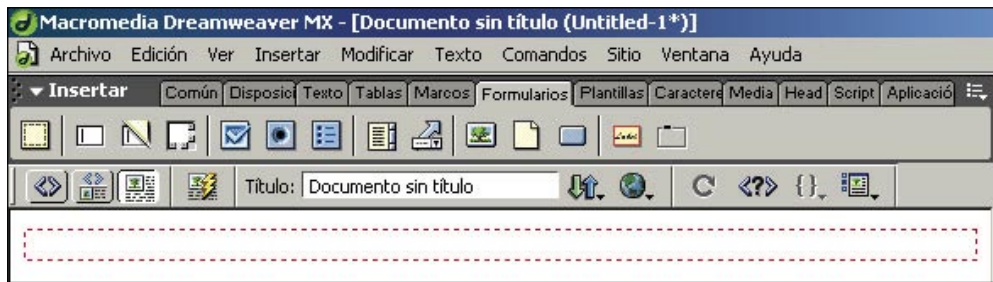 Macromedia Dreamweaver MX - [Documento sin título (Untitled-1*)]
Archivo Edición Ver Insertar Modificar Texto Comandos Sitio Ventana Ayuda
Insertar Común Disposici Texto Tablas Marcos Formularios Plantillas Caractere Media Head Script Aplicació
Título: Documento sin título